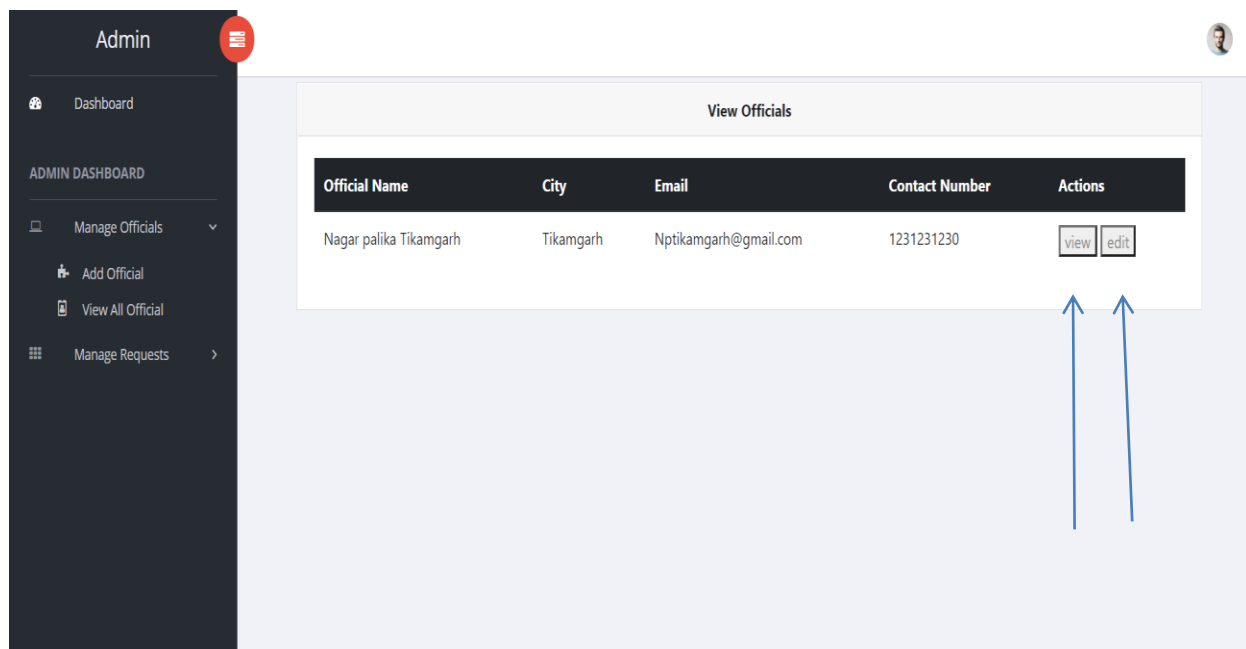 Admin
Dashboard
ADMIN DASHBOARD
Manage Officials
Add Official
View All Official
Manage Requests
View Officials
Official Name City Email Contact Number Actions
Nagar palika Tikamgarh Tikamgarh Nptikamgarh@gmail.com 1231231230 view edit